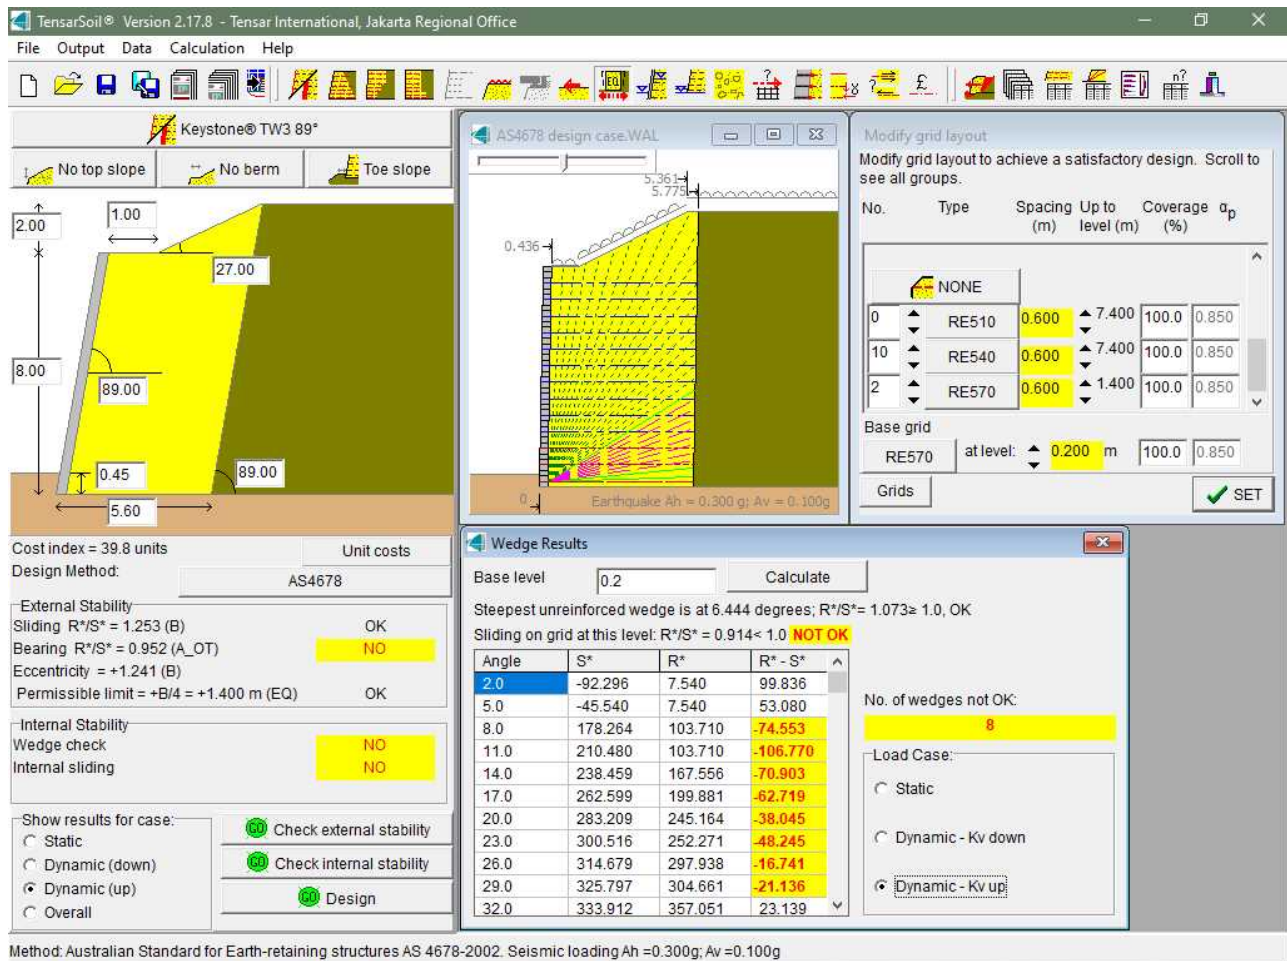 TensarSoil® Version 2.17.8 - Tensar International, Jakarta Regional Office
File Output Data Calculation Help
EQ ? 8 ? £ n?
Keystone® TW3 89°
No top slope No berm Toe slope
2.00
1.00
27.00
8.00
89.00
0.45
89.00
5.60
Cost index = 39.8 units Unit costs
Design Method: AS4678
External Stability
Sliding R*/S* = 1.253 (B) OK
Bearing R*/S* = 0.952 (A_OT) NO
Eccentricity = +1.241 (B)
Permissible limit = +B/4 = +1.400 m (EQ) OK
Internal Stability
Wedge check NO
Internal sliding NO
Show results for case:
Static
Dynamic (down)
Dynamic (up)
Overall
GO Check external stability
GO Check internal stability
GO Design
AS4678 design case.WAL
5.361
5.775
0.436
0
Earthquake Ah = 0.300 g; Av = 0.100g
Modify grid layout
Modify grid layout to achieve a satisfactory design. Scroll to
see all groups.
No. Type Spacing Up to Coverage αp
(m) level (m) (%)
NONE
0 RE510 0.600 7.400 100.0 0.850
10 RE540 0.600 7.400 100.0 0.850
2 RE570 0.600 1.400 100.0 0.850
Base grid
RE570 at level: 0.200 m 100.0 0.850
Grids SET
Wedge Results
Base level 0.2 Calculate
Steepest unreinforced wedge is at 6.444 degrees; R*/S*= 1.073≥ 1.0, OK
Sliding on grid at this level: R*/S* = 0.914< 1.0 NOT OK
Angle S* R* R* - S*
2.0 -92.296 7.540 99.836
5.0 -45.540 7.540 53.080
8.0 178.264 103.710 -74.553
11.0 210.480 103.710 -106.770
14.0 238.459 167.556 -70.903
17.0 262.599 199.881 -62.719
20.0 283.209 245.164 -38.045
23.0 300.516 252.271 -48.245
26.0 314.679 297.938 -16.741
29.0 325.797 304.661 -21.136
32.0 333.912 357.051 23.139
No. of wedges not OK:
8
Load Case:
Static
Dynamic - Kv down
Dynamic - Kv up
Method: Australian Standard for Earth-retaining structures AS 4678-2002. Seismic loading Ah =0.300g; Av =0.100g